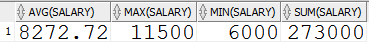 AVG(SALARY) MAX(SALARY) MIN(SALARY) SUM(SALARY)
1 8272.72 11500 6000 273000